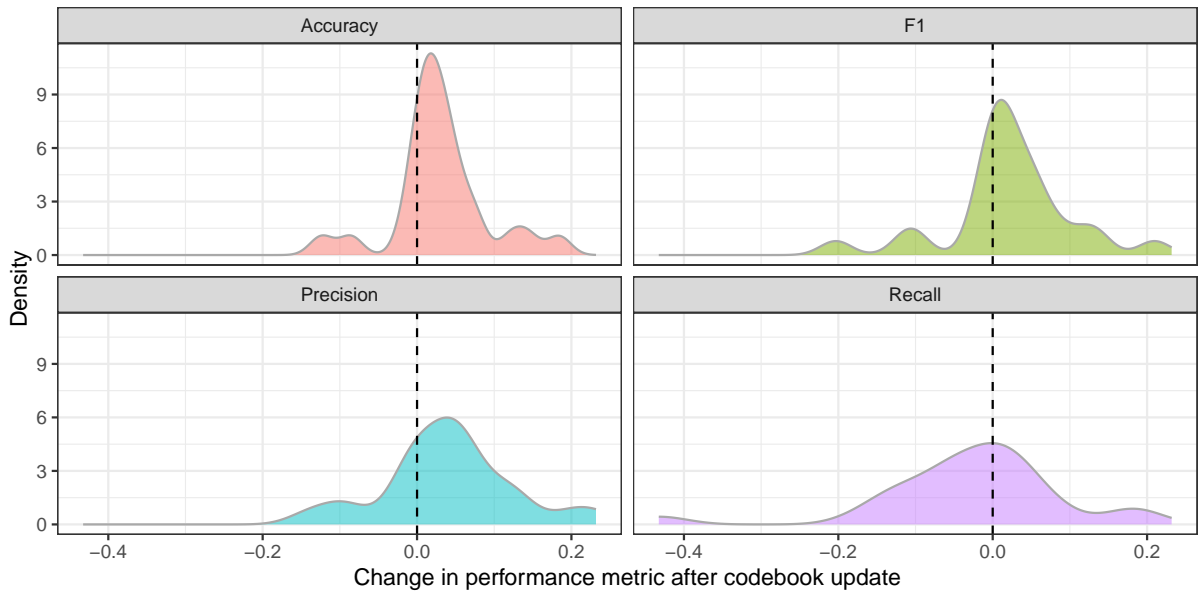 Accuracy
F1
Density
9
6
3
0
Precision
Recall
9
6
3
0
−0.4
−0.2
0.0
0.2
−0.4
−0.2
0.0
0.2
Change in performance metric after codebook update